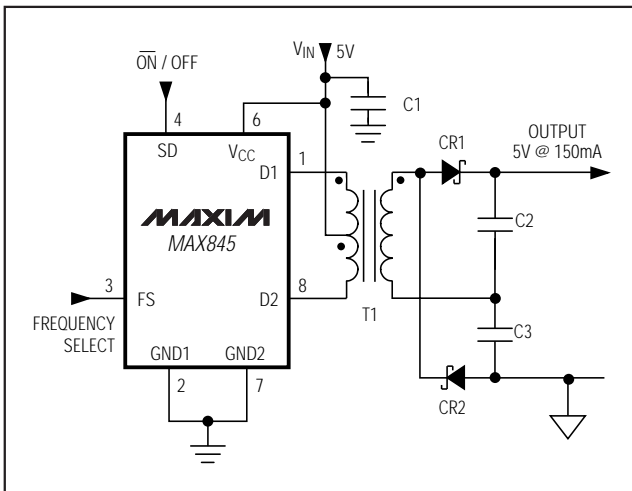 VIN 5V
ON / OFF
C1
4
6
SD
VCC
D1
1
CR1
OUTPUT
5V @ 150mA
MAXIM
MAX845
C2
3
FS
D2
8
T1
FREQUENCY
SELECT
C3
GND1
GND2
2
7
CR2